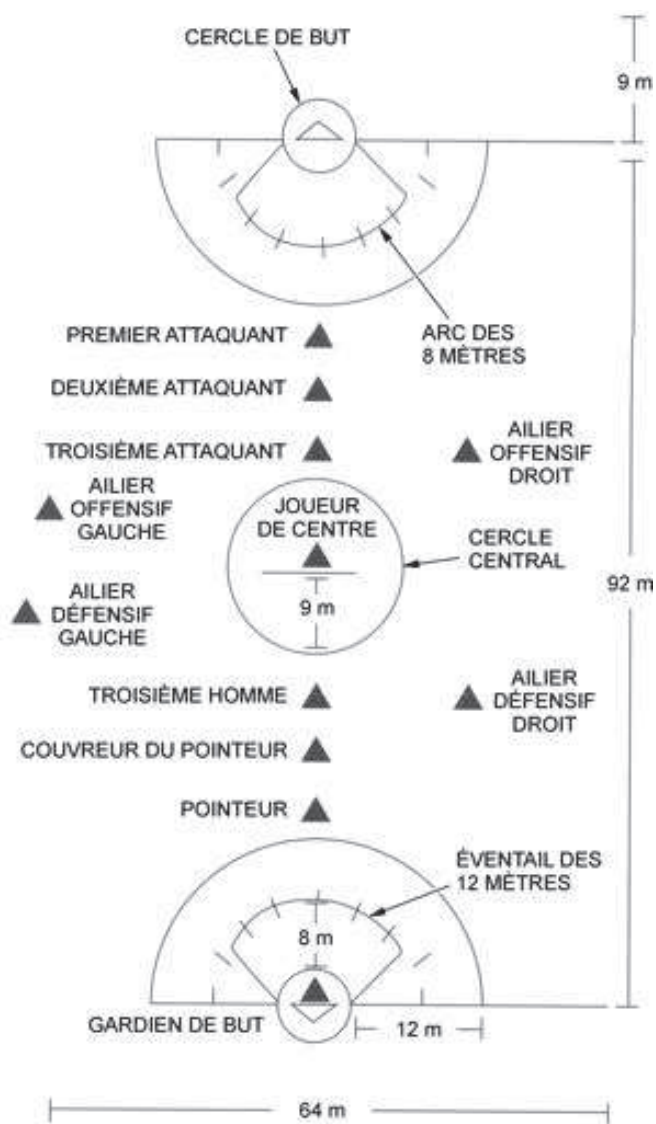 CERCLE DE BUT
9 m
PREMIER ATTAQUANT
ARC DES
8 MÈTRES
DEUXIÈME ATTAQUANT
TROISIÈME ATTAQUANT
AILIER
OFFENSIF
DROIT
AILIER
OFFENSIF
GAUCHE
JOUEUR
DE CENTRE
CERCLE
CENTRAL
9 m
92 m
AILIER
DÉFENSIF
GAUCHE
TROISIÈME HOMME
AILIER
DÉFENSIF
DROIT
COUVREUR DU POINTEUR
POINTEUR
ÉVENTAIL DES
12 MÈTRES
8 m
GARDIEN DE BUT
12 m
64 m